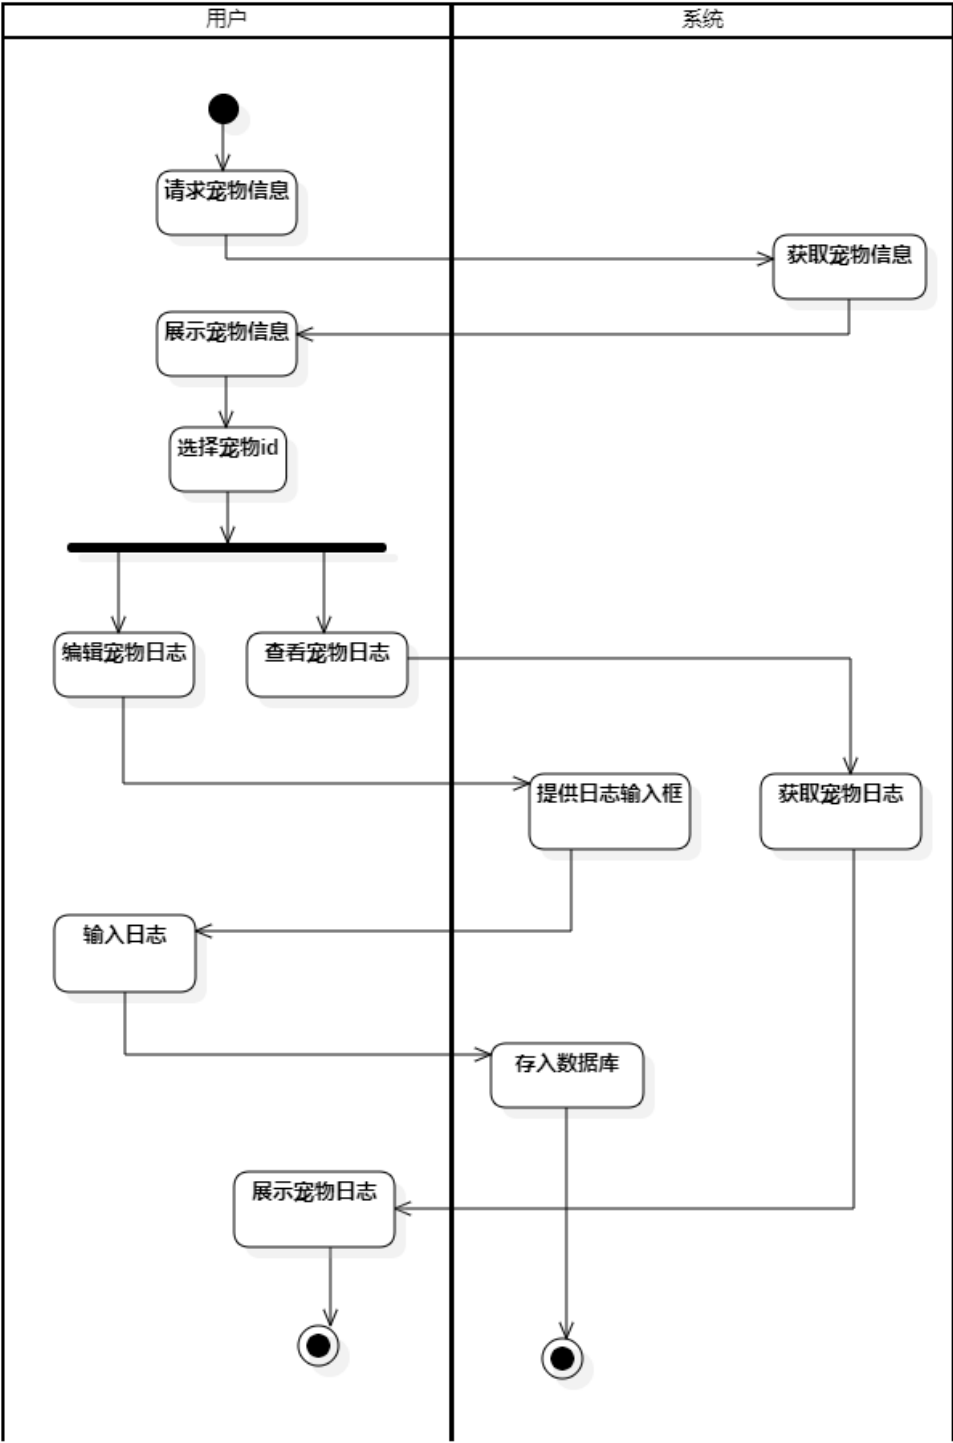 用户
系统
请求宠物信息
获取宠物信息
展示宠物信息
选择宠物id
编辑宠物日志
查看宠物日志
提供日志输入框
获取宠物日志
输入日志
存入数据库
展示宠物日志